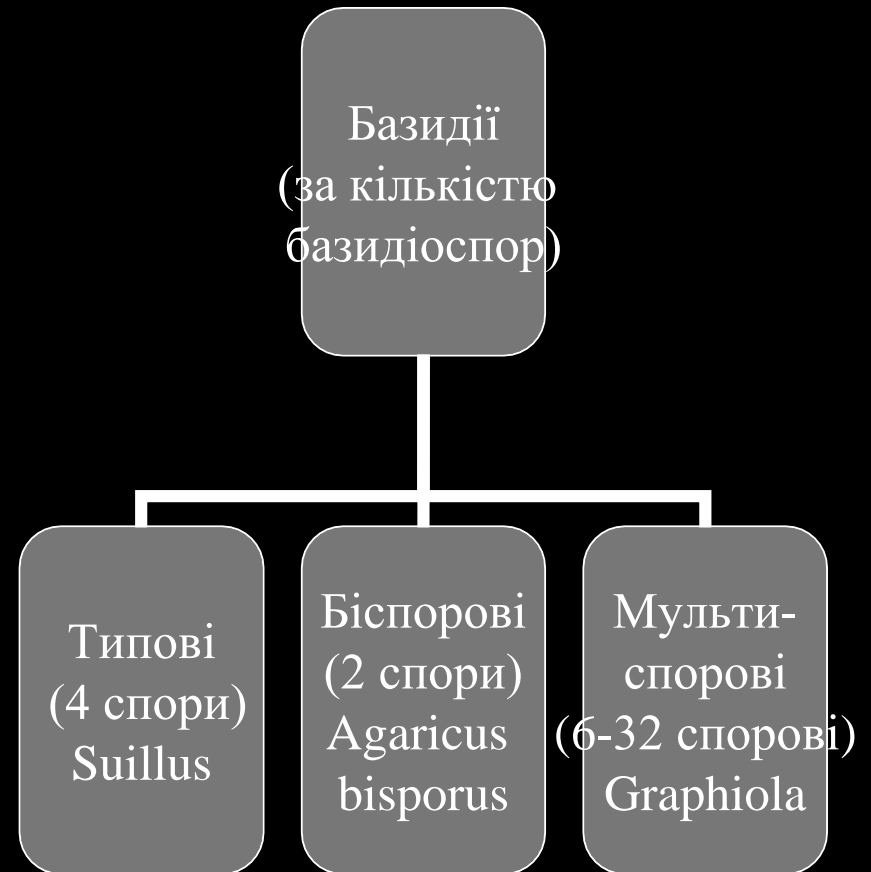 Базидії
(за кількістю
базидіоспор)
Типові
(4 спори)
Suillus
Біспорові
(2 спори)
Agaricus
bisporus
Мульти-
спорові
(6-32 спорові)
Graphiola